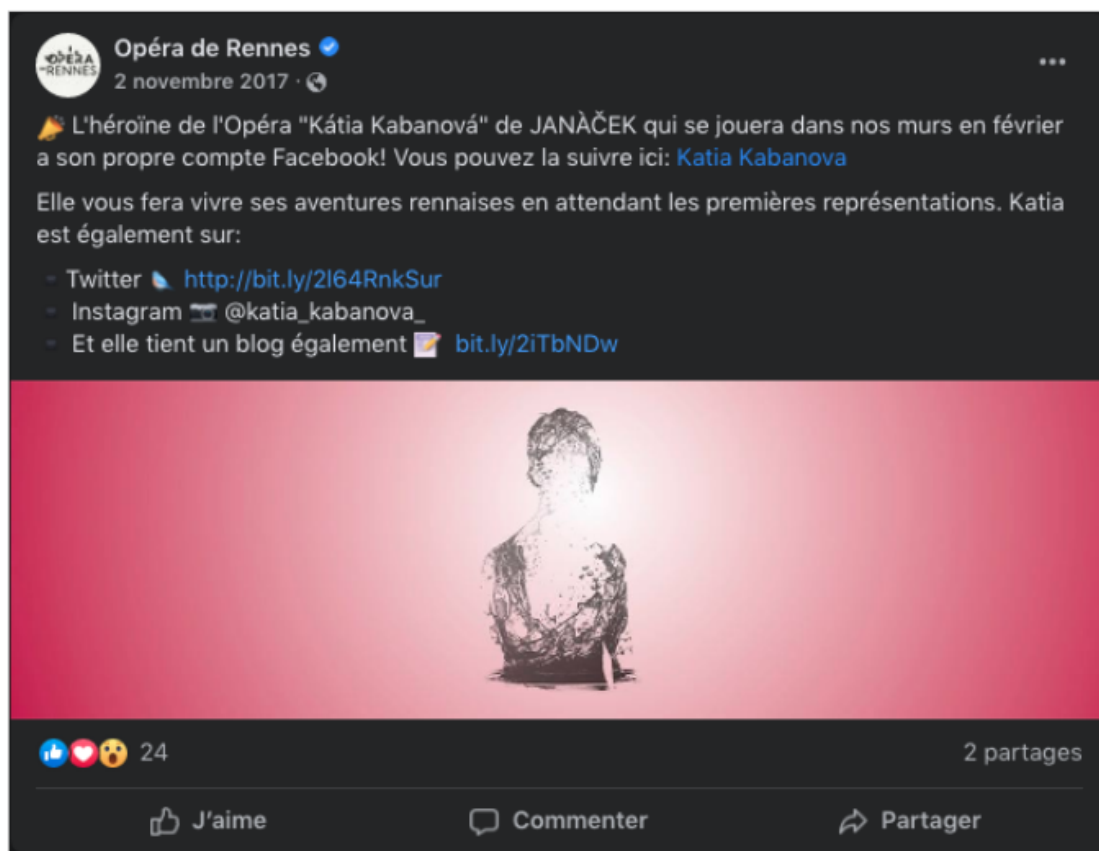 OPÉRA
DE RENNES
Opéra de Rennes
2 novembre 2017 ·
L'héroïne de l'Opéra "Kátia Kabanová" de JANÀČEK qui se jouera dans nos murs en février
a son propre compte Facebook! Vous pouvez la suivre ici: Katia Kabanova
Elle vous fera vivre ses aventures rennaises en attendant les premières représentations. Katia
est également sur:
Twitter http://bit.ly/2l64RnkSur
Instagram @katia_kabanova_
Et elle tient un blog également bit.ly/2iTbNDw
24
2 partages
J'aime
Commenter
Partager